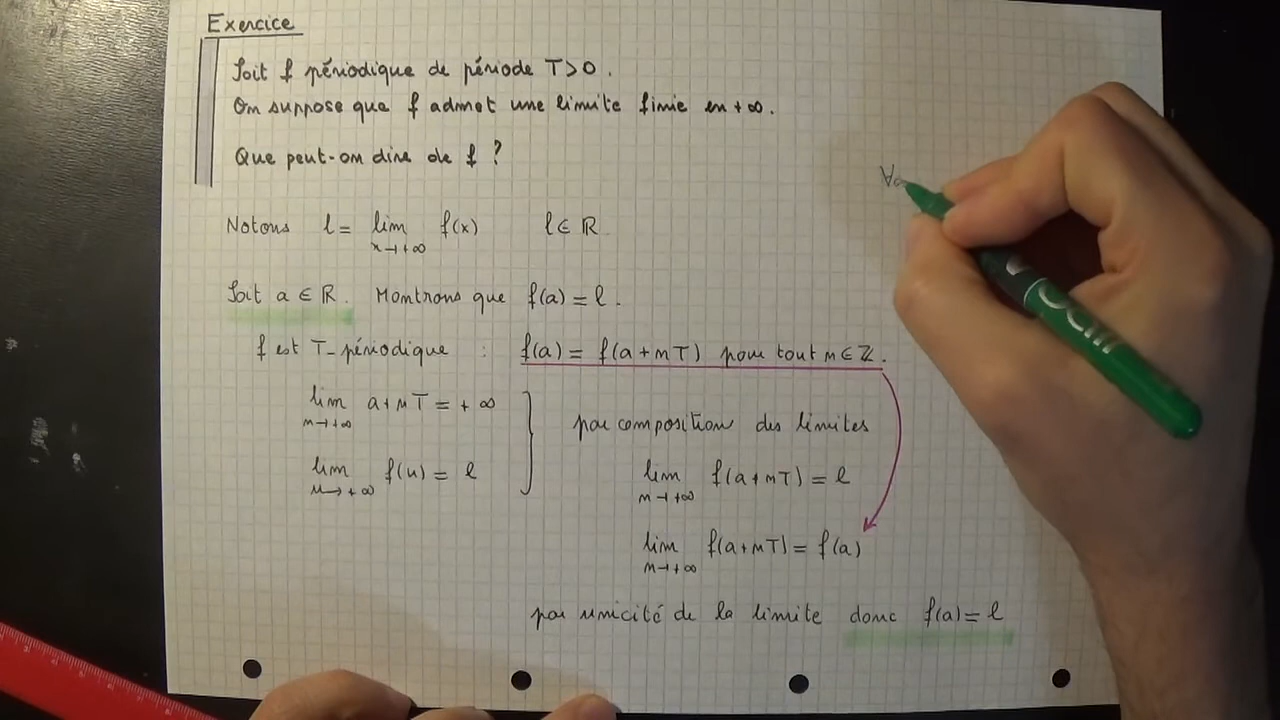 Exercice
Soit f périodique de période T>0.
On suppose que f admet une limite finie en +∞.
Que peut-on dire de f ?
∀a
Notons l = lim f(x) l ∈ ℝ
x→+∞
Soit a ∈ ℝ. Montrons que f(a) = l.
f est T-périodique : f(a) = f(a+nT) pour tout n∈ℤ.
lim a+nT = +∞
n→+∞
par composition des limites
lim f(u) = l
u→+∞
lim f(a+nT) = l
n→+∞
lim f(a+nT) = f(a)
n→+∞
par unicité de la limite donc f(a) = l